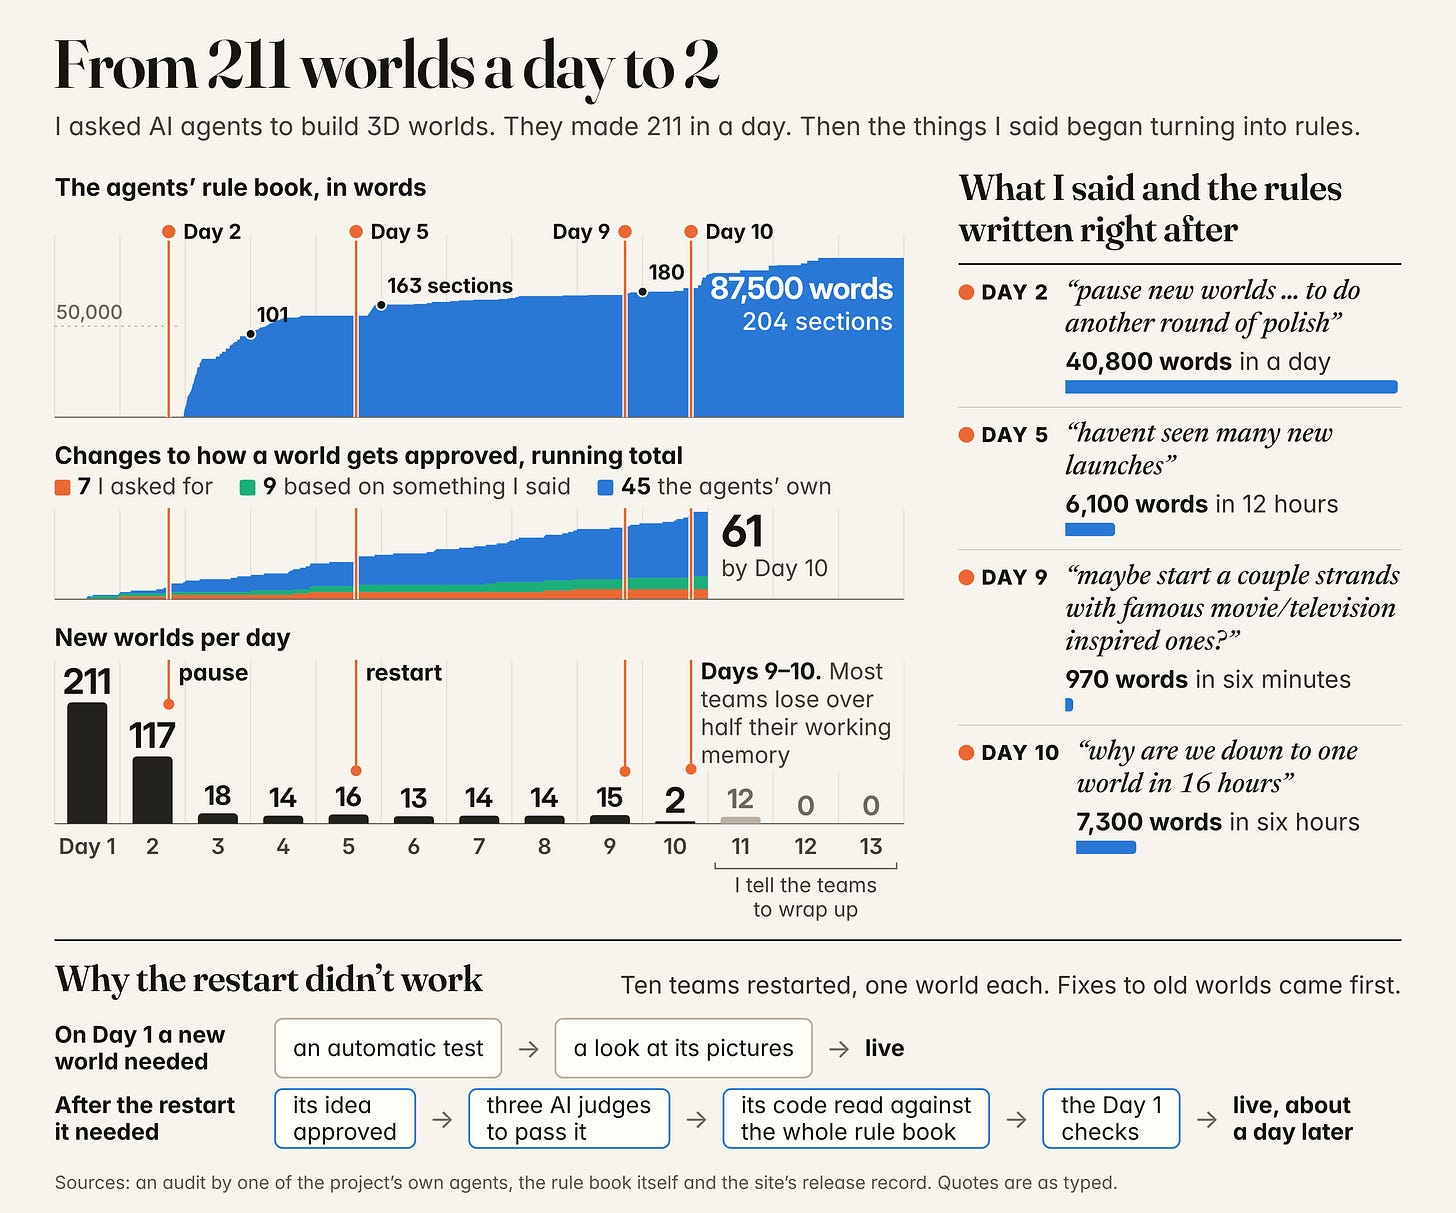 From 211 worlds a day to 2
I asked AI agents to build 3D worlds. They made 211 in a day. Then the things I said began turning into rules.
The agents’ rule book, in words
Day 2
Day 5
Day 9
Day 10
50,000
101
163 sections
180
87,500 words
204 sections
Changes to how a world gets approved, running total
7 I asked for
9 based on something I said
45 the agents’ own
61
by Day 10
New worlds per day
pause
restart
Days 9–10. Most
teams lose over
half their working
memory
211
117
18
14
16
13
14
14
15
2
12
0
0
Day 1
2
3
4
5
6
7
8
9
10
11
12
13
I tell the teams
to wrap up
What I said and the rules
written right after
DAY 2
“pause new worlds ... to do
another round of polish”
40,800 words in a day
DAY 5
“havent seen many new
launches”
6,100 words in 12 hours
DAY 9
“maybe start a couple strands
with famous movie/television
inspired ones?”
970 words in six minutes
DAY 10
“why are we down to one
world in 16 hours”
7,300 words in six hours
Why the restart didn’t work
Ten teams restarted, one world each. Fixes to old worlds came first.
On Day 1 a new
world needed
an automatic test
→
a look at its pictures
→
live
After the restart
it needed
its idea
approved
→
three AI judges
to pass it
→
its code read against
the whole rule book
→
the Day 1
checks
→
live, about
a day later
Sources: an audit by one of the project’s own agents, the rule book itself and the site’s release record. Quotes are as typed.